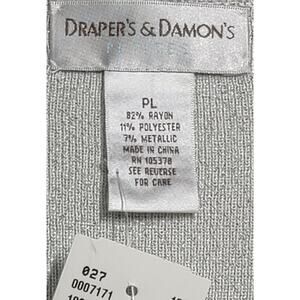 DRAPER'S & DAMON'S
PETITES
PL
82% RAYON
11% POLYESTER
7% METALLIC
MADE IN CHINA
RN 105378
SEE REVERSE
FOR CARE
027
0007171